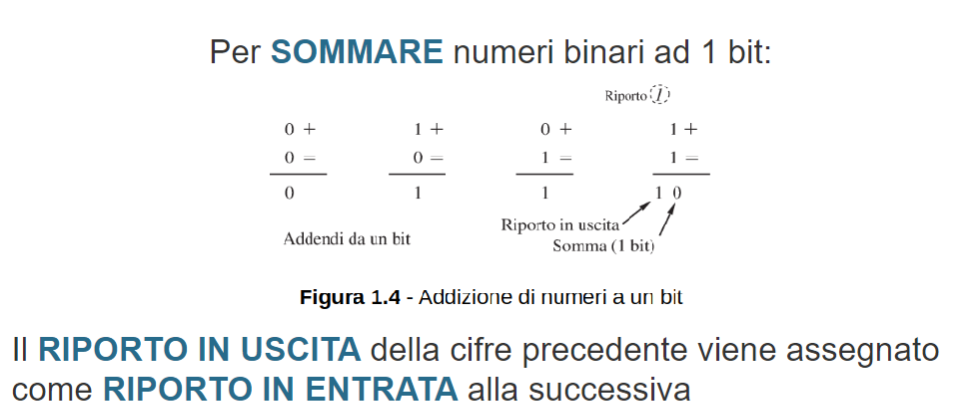 Per SOMMARE numeri binari ad 1 bit:
Riporto 1
0 + 1 + 0 + 1 +
0 = 0 = 1 = 1 =
0 1 1 1 0
Riporto in uscita
Addendi da un bit
Somma (1 bit)
Figura 1.4 - Addizione di numeri a un bit
Il RIPORTO IN USCITA della cifre precedente viene assegnato
come RIPORTO IN ENTRATA alla successiva